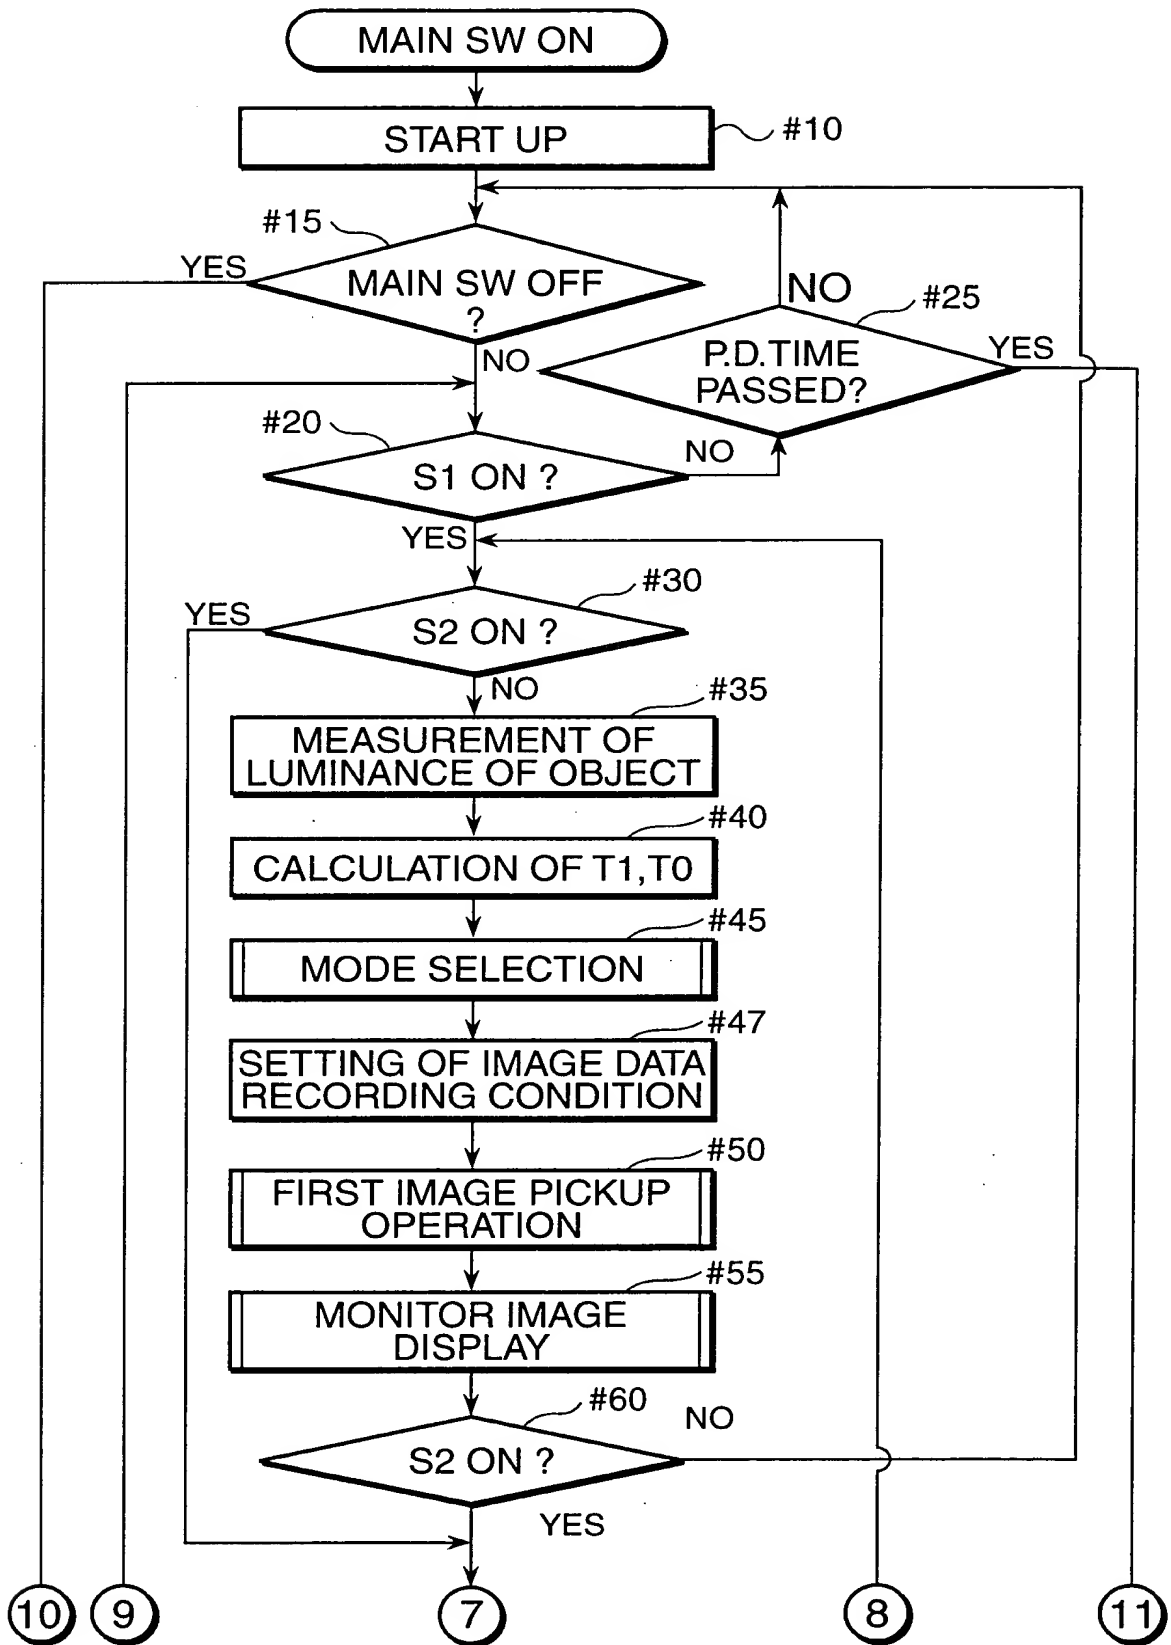 MAIN SW ON
START UP
#10
#15
YES
MAIN SW OFF
?
NO
NO
#25
P.D.TIME
PASSED?
YES
#20
S1 ON ?
NO
YES
#30
YES
S2 ON ?
NO
#35
MEASUREMENT OF
LUMINANCE OF OBJECT
#40
CALCULATION OF T1,T0
#45
MODE SELECTION
#47
SETTING OF IMAGE DATA
RECORDING CONDITION
#50
FIRST IMAGE PICKUP
OPERATION
#55
MONITOR IMAGE
DISPLAY
#60
NO
S2 ON ?
YES
10
9
7
8
11